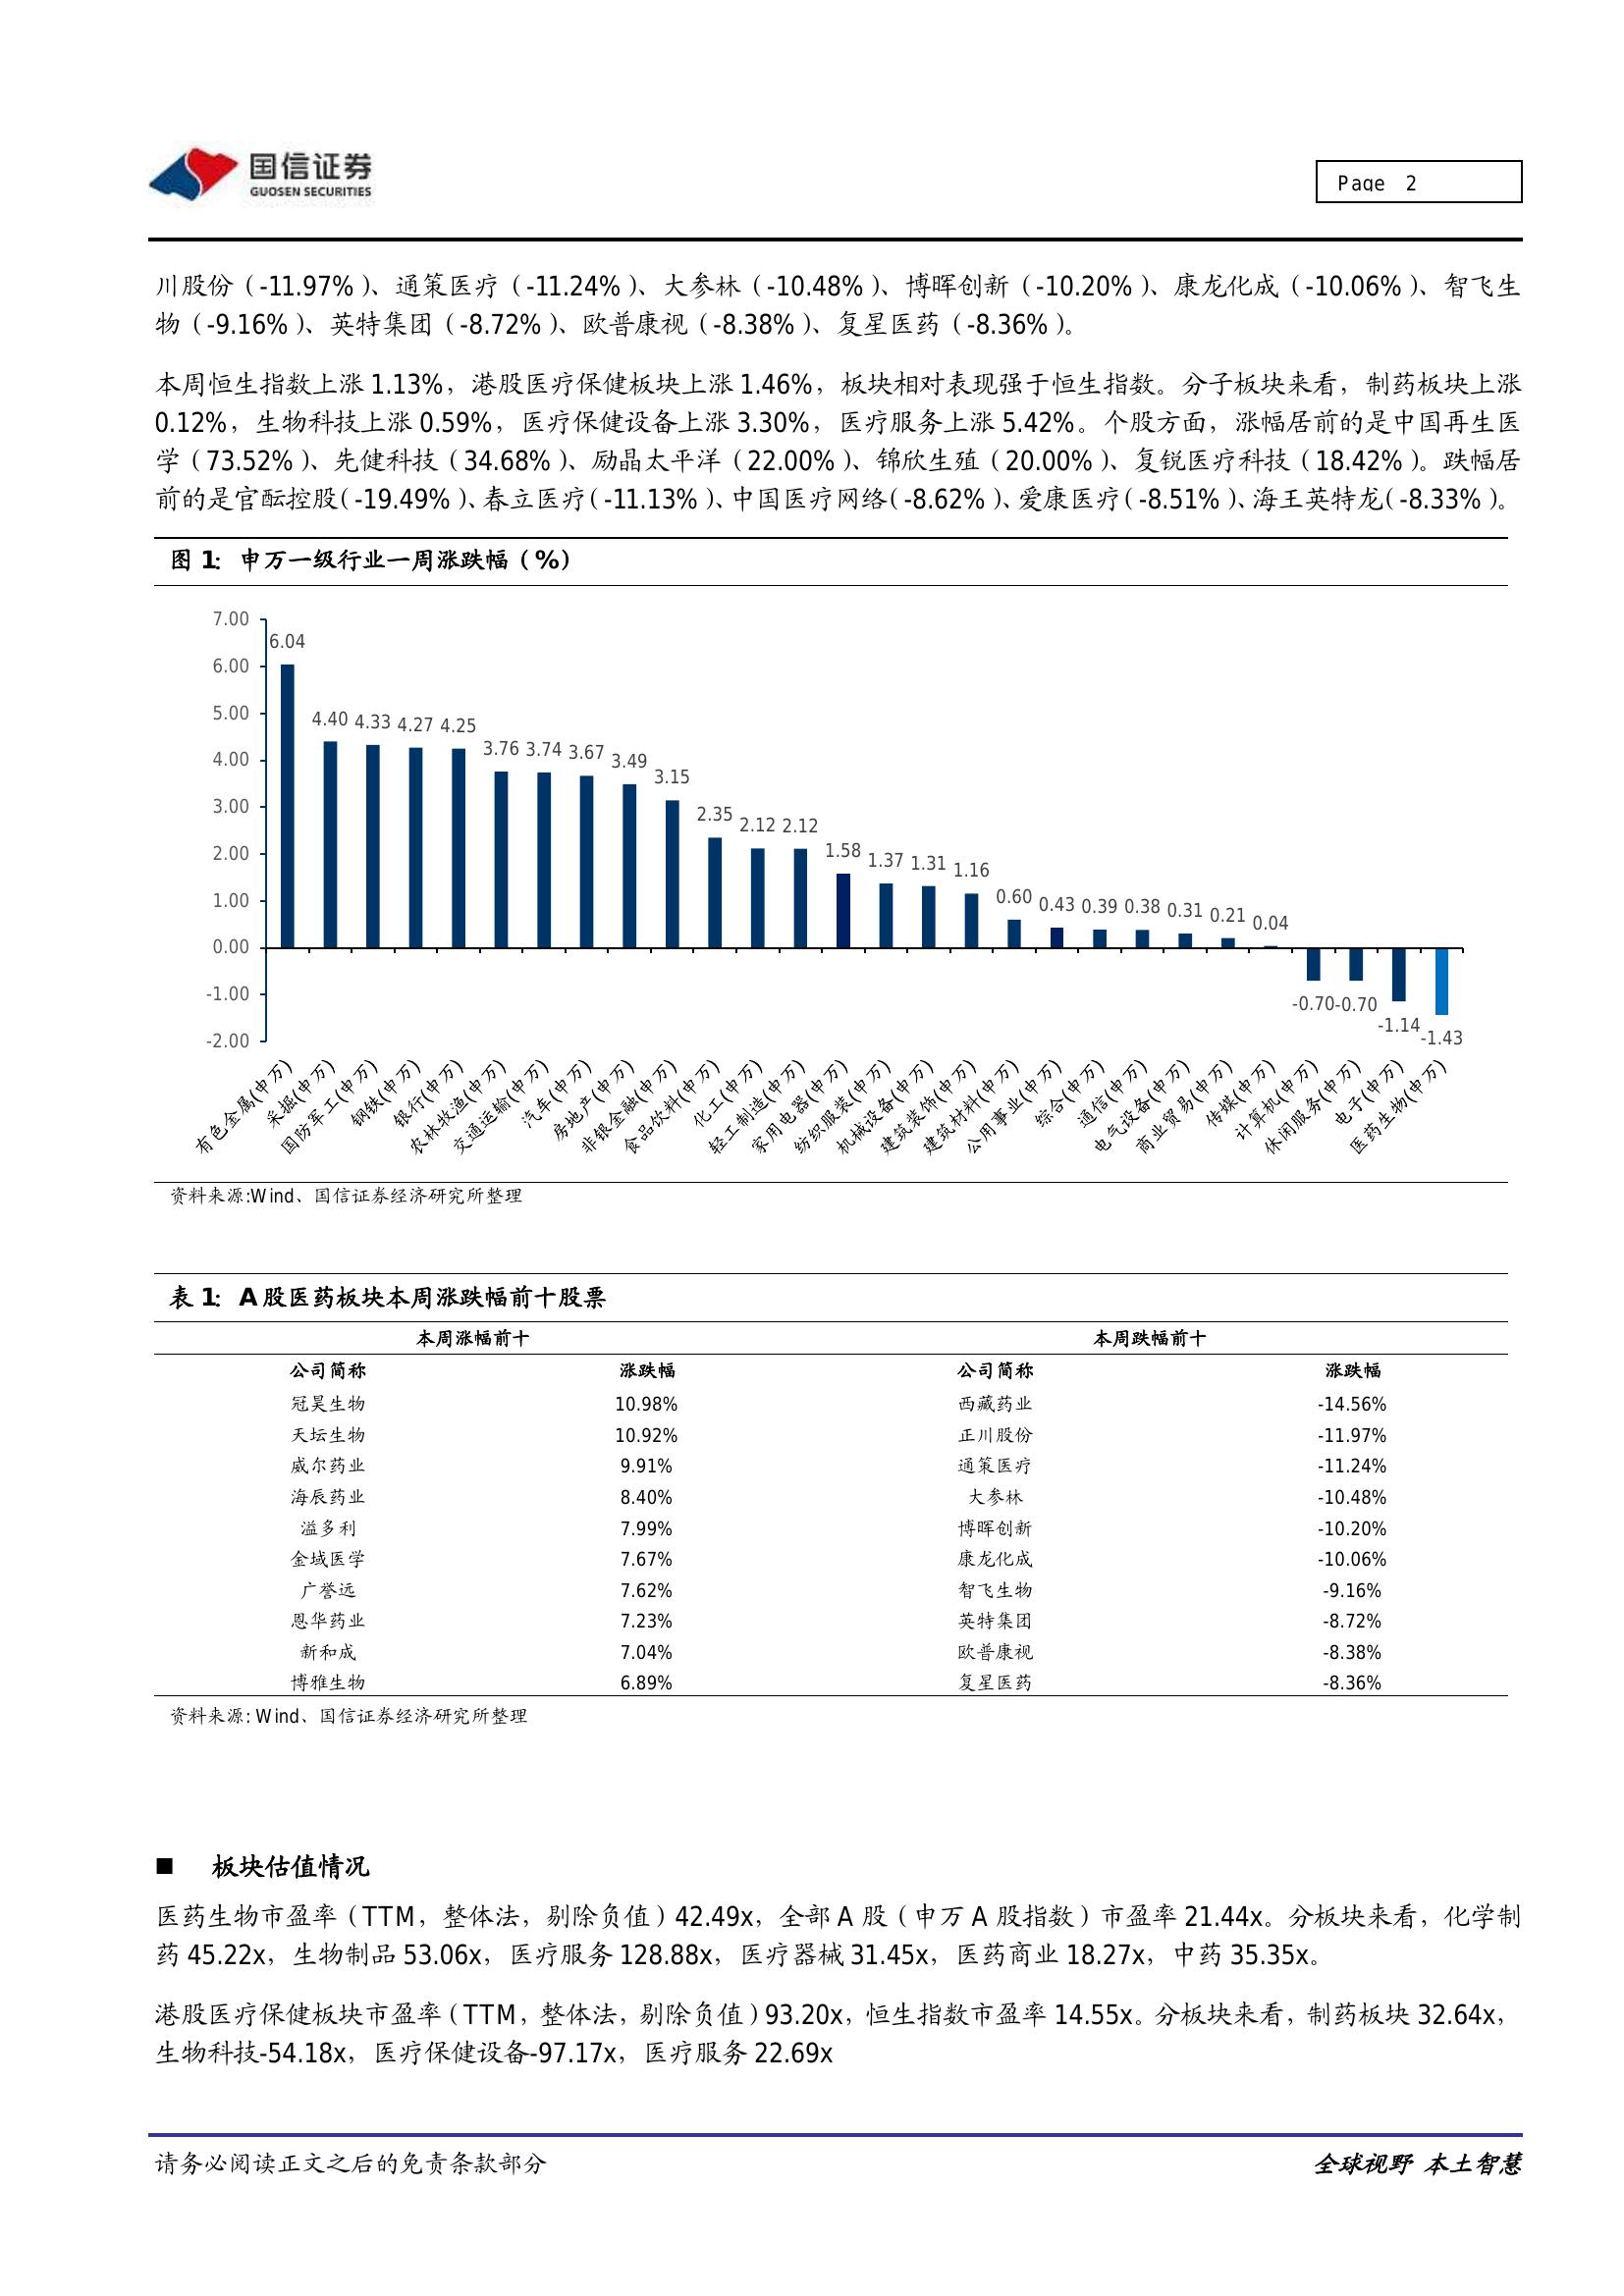 国信证券
GUOSEN SECURITIES
Page 2
川股份（-11.97%）、通策医疗（-11.24%）、大参林（-10.48%）、博晖创新（-10.20%）、康龙化成（-10.06%）、智飞生
物（-9.16%）、英特集团（-8.72%）、欧普康视（-8.38%）、复星医药（-8.36%）。
本周恒生指数上涨 1.13%，港股医疗保健板块上涨 1.46%，板块相对表现强于恒生指数。分子板块来看，制药板块上涨
0.12%，生物科技上涨 0.59%，医疗保健设备上涨 3.30%，医疗服务上涨 5.42%。个股方面，涨幅居前的是中国再生医
学（73.52%）、先健科技（34.68%）、励晶太平洋（22.00%）、锦欣生殖（20.00%）、复锐医疗科技（18.42%）。跌幅居
前的是官酝控股（-19.49%）、春立医疗（-11.13%）、中国医疗网络（-8.62%）、爱康医疗（-8.51%）、海王英特龙（-8.33%）。
图 1：申万一级行业一周涨跌幅（%）
7.00
6.00
5.00
4.00
3.00
2.00
1.00
0.00
-1.00
-2.00
6.04
4.40 4.33 4.27 4.25
3.76 3.74 3.67
3.49
3.15
2.35
2.12 2.12
1.58
1.37 1.31 1.16
0.60 0.43 0.39 0.38 0.31 0.21 0.04
-0.70 -0.70
-1.14
-1.43
有色金属(申万)
采掘(申万)
国防军工(申万)
钢铁(申万)
银行(申万)
农林牧渔(申万)
交通运输(申万)
汽车(申万)
房地产(申万)
非银金融(申万)
食品饮料(申万)
化工(申万)
轻工制造(申万)
家用电器(申万)
纺织服装(申万)
机械设备(申万)
建筑装饰(申万)
建筑材料(申万)
公用事业(申万)
综合(申万)
通信(申万)
电气设备(申万)
商业贸易(申万)
传媒(申万)
计算机(申万)
休闲服务(申万)
电子(申万)
医药生物(申万)
资料来源:Wind、国信证券经济研究所整理
表 1：A 股医药板块本周涨跌幅前十股票
本周涨幅前十 本周跌幅前十
公司简称 涨跌幅 公司简称 涨跌幅
冠昊生物 10.98% 西藏药业 -14.56%
天坛生物 10.92% 正川股份 -11.97%
威尔药业 9.91% 通策医疗 -11.24%
海辰药业 8.40% 大参林 -10.48%
溢多利 7.99% 博晖创新 -10.20%
金域医学 7.67% 康龙化成 -10.06%
广誉远 7.62% 智飞生物 -9.16%
恩华药业 7.23% 英特集团 -8.72%
新和成 7.04% 欧普康视 -8.38%
博雅生物 6.89% 复星医药 -8.36%
资料来源: Wind、国信证券经济研究所整理
■ 板块估值情况
医药生物市盈率（TTM，整体法，剔除负值）42.49x，全部 A 股（申万 A 股指数）市盈率 21.44x。分板块来看，化学制
药 45.22x，生物制品 53.06x，医疗服务 128.88x，医疗器械 31.45x，医药商业 18.27x，中药 35.35x。
港股医疗保健板块市盈率（TTM，整体法，剔除负值）93.20x，恒生指数市盈率 14.55x。分板块来看，制药板块 32.64x，
生物科技-54.18x，医疗保健设备-97.17x，医疗服务 22.69x
请务必阅读正文之后的免责条款部分
全球视野 本土智慧